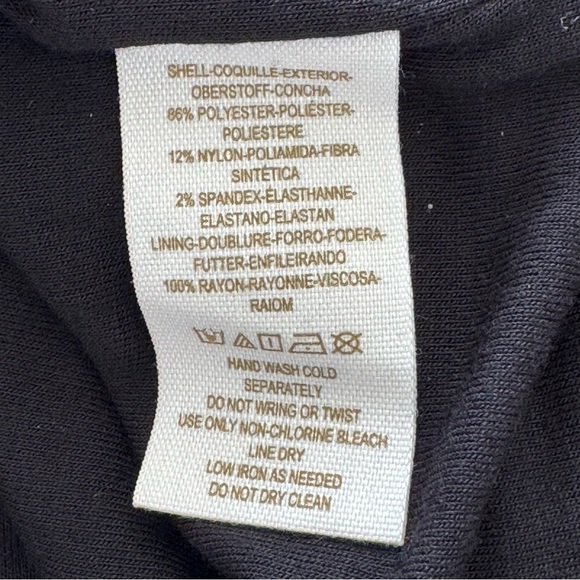 SHELL-COQUILLE-EXTERIOR-
OBERSTOFF-CONCHA
86% POLYESTER-POLIÉSTER-
POLIESTERE
12% NYLON-POLIAMIDA-FIBRA
SINTÉTICA
2% SPANDEX-ÉLASTHANNE-
ELASTANO-ELASTAN
LINING-DOUBLURE-FORRO-FODERA-
FUTTER-ENFILEIRANDO
100% RAYON-RAYONNE-VISCOSA-
RAIOM
HAND WASH COLD
SEPARATELY
DO NOT WRING OR TWIST
USE ONLY NON-CHLORINE BLEACH
LINE DRY
LOW IRON AS NEEDED
DO NOT DRY CLEAN